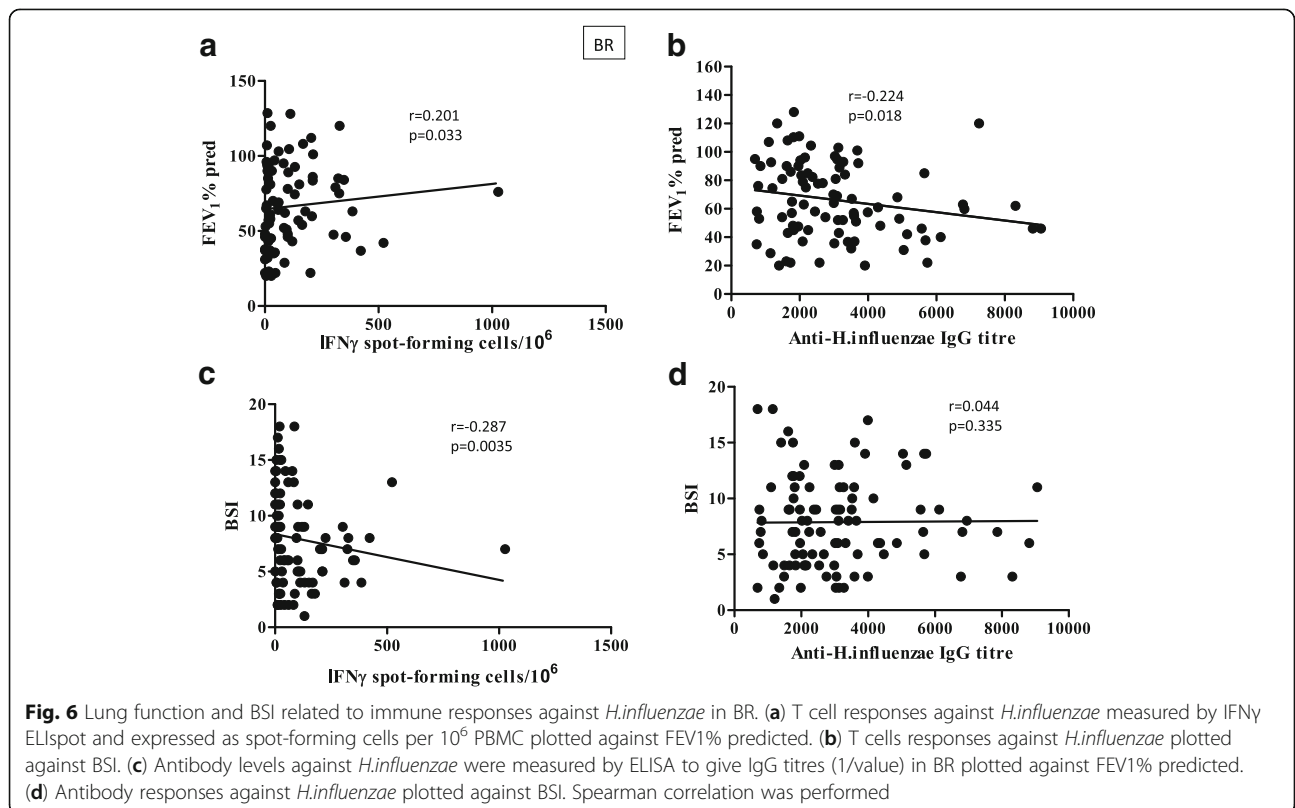 a
BR
b
150
100
50
0
FEV1% pred
r=0.201
p=0.033
0 500 1000 1500
IFNγ spot-forming cells/10⁶
160
140
120
100
80
60
40
20
0
FEV1% pred
r=-0.224
p=0.018
0 2000 4000 6000 8000 10000
Anti-H.influenzae IgG titre
c
20
15
10
5
0
BSI
r=-0.287
p=0.0035
0 500 1000 1500
IFNγ spot-forming cells/10⁶
d
20
15
10
5
0
BSI
r=0.044
p=0.335
0 2000 4000 6000 8000 10000
Anti-H.influenzae IgG titre
Fig. 6 Lung function and BSI related to immune responses against H.influenzae in BR. (a) T cell responses against H.influenzae measured by IFNγ
ELIspot and expressed as spot-forming cells per 10⁶ PBMC plotted against FEV1% predicted. (b) T cells responses against H.influenzae plotted
against BSI. (c) Antibody levels against H.influenzae were measured by ELISA to give IgG titres (1/value) in BR plotted against FEV1% predicted.
(d) Antibody responses against H.influenzae plotted against BSI. Spearman correlation was performed